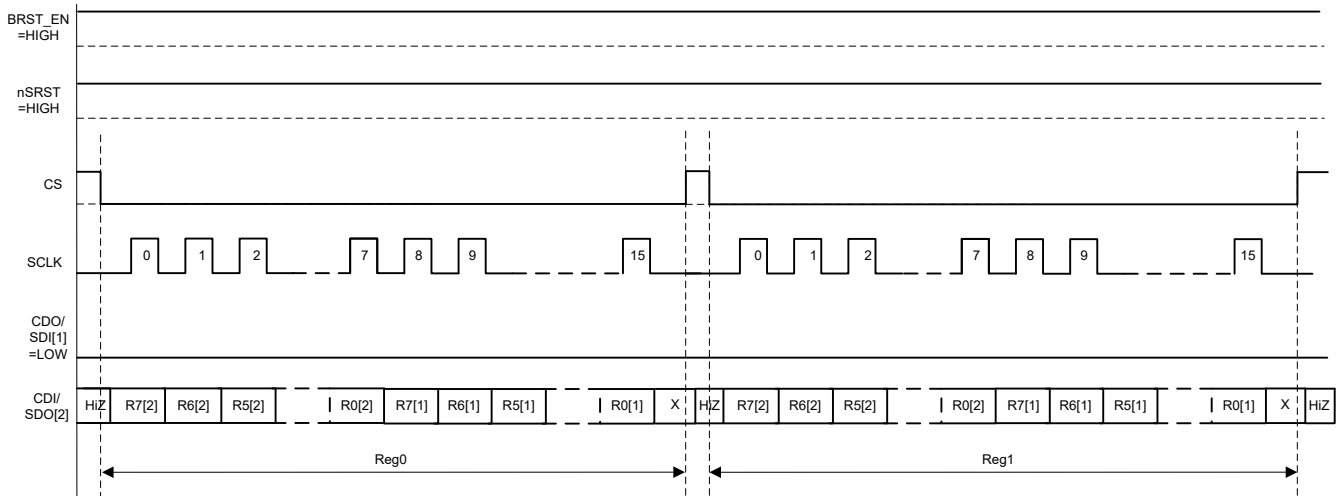 BRST_EN
=HIGH
nSRST
=HIGH
CS
SCLK
0 1 2 7 8 9 15 0 1 2 7 8 9 15
CDO/
SDI[1]
=LOW
CDI/
SDO[2]
HiZ R7[2] R6[2] R5[2] R0[2] R7[1] R6[1] R5[1] R0[1] X HiZ R7[2] R6[2] R5[2] R0[2] R7[1] R6[1] R5[1] R0[1] X HiZ
Reg0 Reg1